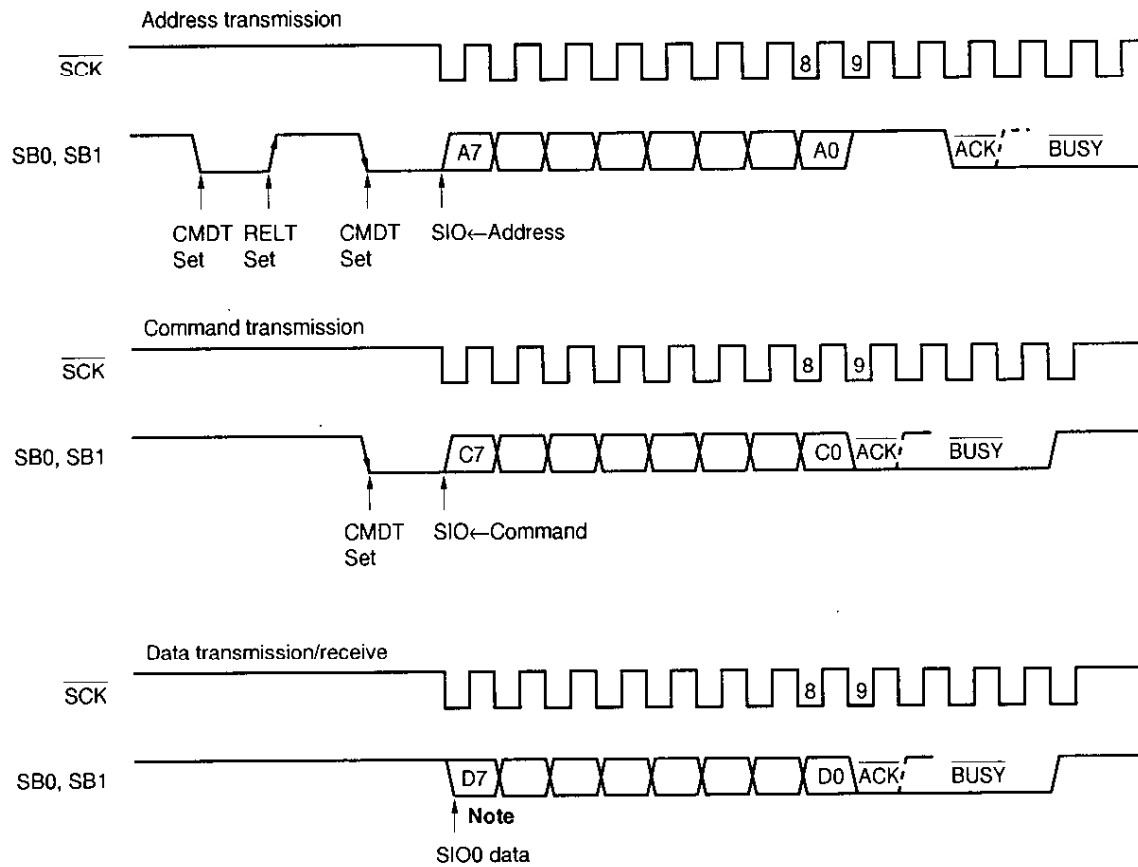 Address transmission
SCK
8 9
SB0, SB1
A7 A0 ACK BUSY
CMDT Set
RELT Set
CMDT Set
SIO←Address
Command transmission
SCK
8 9
SB0, SB1
C7 C0 ACK BUSY
CMDT Set
SIO←Command
Data transmission/receive
SCK
8 9
SB0, SB1
D7 D0 ACK BUSY
Note
SIO0 data